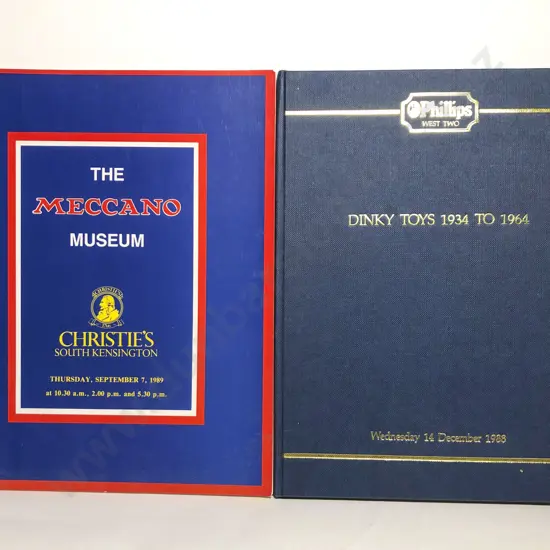 THE
MECCANO
MUSEUM
CHRISTIE'S
CHRISTIE'S
SOUTH KENSINGTON
THURSDAY, SEPTEMBER 7, 1989
at 10.30 a.m., 2.00 p.m. and 5.30 p.m.
Phillips
WEST TWO
DINKY TOYS 1934 TO 1964
Wednesday 14 December 1988